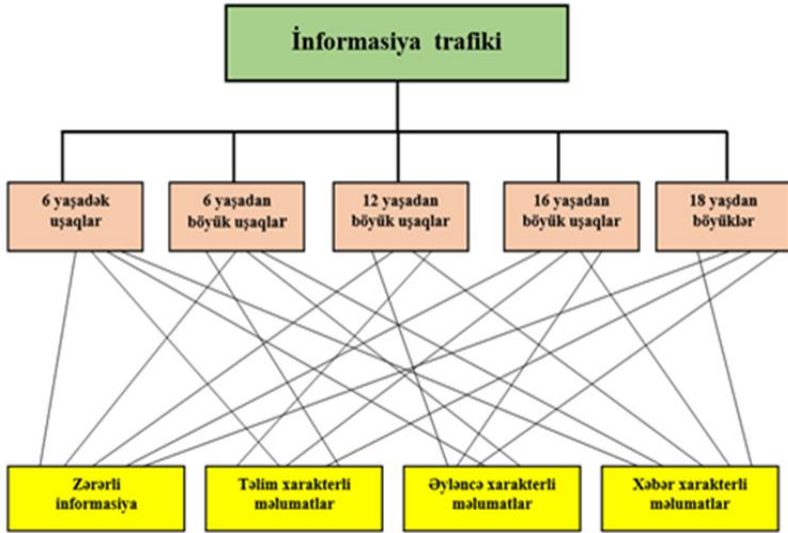 İnformasiya trafiki
6 yaşadək
uşaqlar
6 yaşadan
böyük uşaqlar
12 yaşadan
böyük uşaqlar
16 yaşadan
böyük uşaqlar
18 yaşdan
böyüklər
Zərərli
informasiya
Təlim xarakterli
məlumatlar
Əyləncə xarakterli
məlumatlar
Xəbər xarakterli
məlumatlar